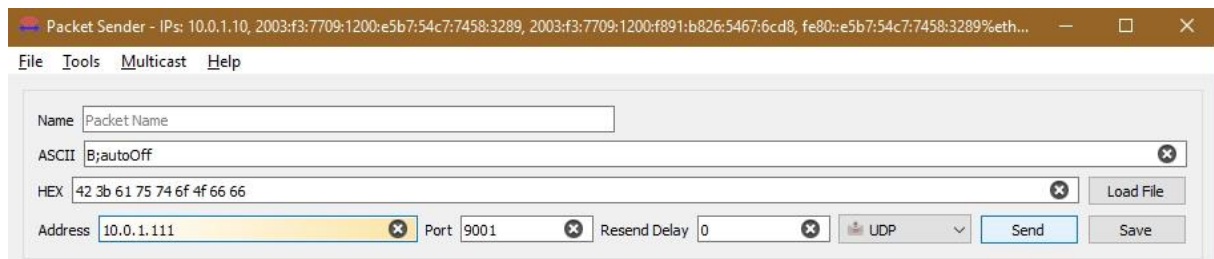 Packet Sender - IPs: 10.0.1.10, 2003:f3:7709:1200:e5b7:54c7:7458:3289, 2003:f3:7709:1200:f891:b826:5467:6cd8, fe80::e5b7:54c7:7458:3289%eth...
File Tools Multicast Help
Name Packet Name
ASCII B;autoOff
HEX 42 3b 61 75 74 6f 4f 66 66 Load File
Address 10.0.1.111 Port 9001 Resend Delay 0 UDP Send Save